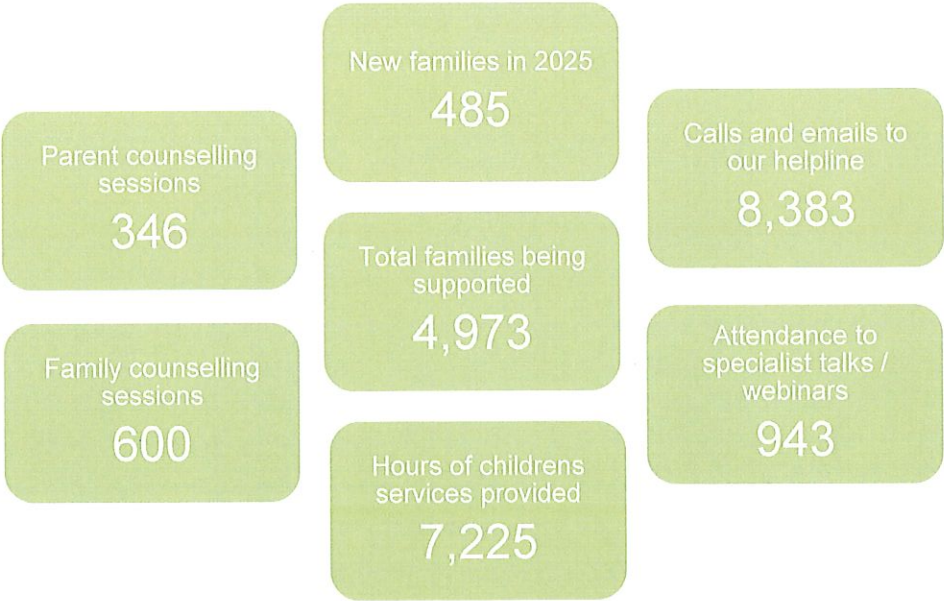 New families in 2025
485
Parent counselling
sessions
346
Calls and emails to
our helpline
8,383
Total families being
supported
4,973
Family counselling
sessions
600
Attendance to
specialist talks /
webinars
943
Hours of childrens
services provided
7,225